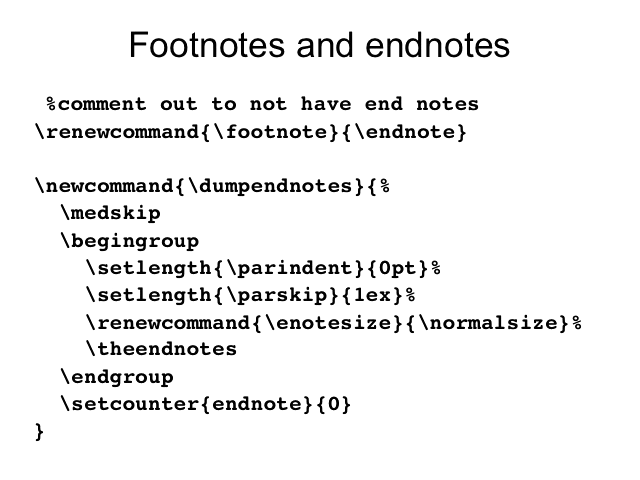 Footnotes and endnotes
%comment out to not have end notes
\renewcommand{\footnote}{\endnote}
\newcommand{\dumpendnotes}{%
\medskip
\begingroup
\setlength{\parindent}{0pt}%
\setlength{\parskip}{1ex}%
\renewcommand{\enotesize}{\normalsize}%
\theendnotes
\endgroup
\setcounter{endnote}{0}
}